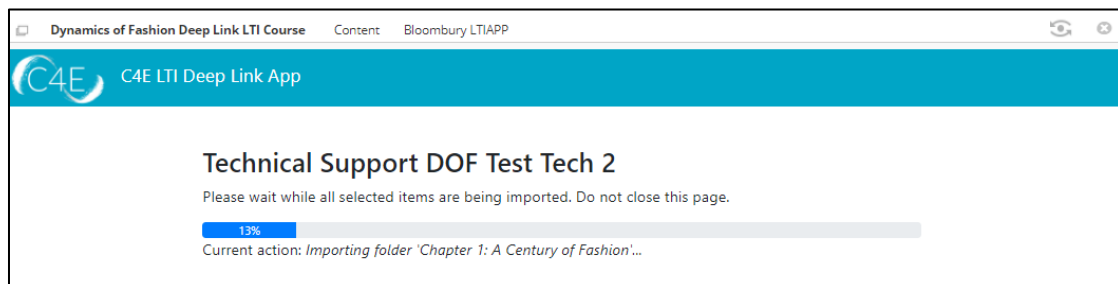 Dynamics of Fashion Deep Link LTI Course Content Bloombury LTIAPP
C4E C4E LTI Deep Link App
Technical Support DOF Test Tech 2
Please wait while all selected items are being imported. Do not close this page.
13%
Current action: Importing folder 'Chapter 1: A Century of Fashion'...